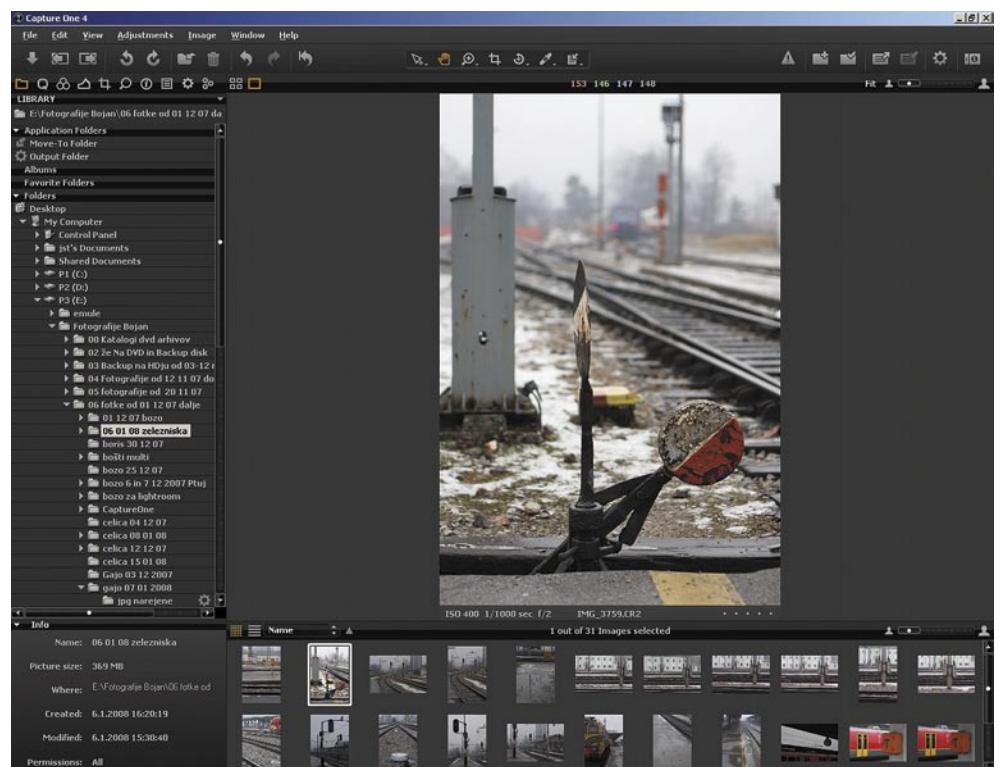 Capture One 4
File Edit View Adjustments Image Window Help
153 146 147 148
Fit
LIBRARY
E:\Fotografije Bojan\06 fotke od 01 12 07 da
Application Folders
Move-To Folder
Output Folder
Albums
Favorite Folders
Folders
Desktop
My Computer
Control Panel
jst's Documents
Shared Documents
P1 (C:)
P2 (D:)
P3 (E:)
emule
Fotografije Bojan
00 Katalogi dvd arhivov
02 že Na DVD in Backup disk
03 Backup na HDju od 03-12
04 Fotografije od 12 11 07 do
05 fotografije od 20 11 07
06 fotke od 01 12 07 dalje
01 12 07 bozo
06 01 08 zelezniska
boris 30 12 07
bošti multi
bozo 25 12 07
bozo 6 in 7 12 2007 Ptuj
bozo za lightroom
CaptureOne
celica 04 12 07
celica 08 01 08
celica 12 12 07
celica 15 01 08
Gajo 03 12 2007
gajo 07 01 2008
jpg narejene
ISO 400 1/1000 sec f/2 IMG_3759.CR2
Info
Name: 06 01 08 zelezniska
Picture size: 369 MB
Where: E:\Fotografije Bojan\06 fotke od
Created: 6.1.2008 16:20:19
Modified: 6.1.2008 15:30:40
Permissions: All
Name
1 out of 31 Images selected